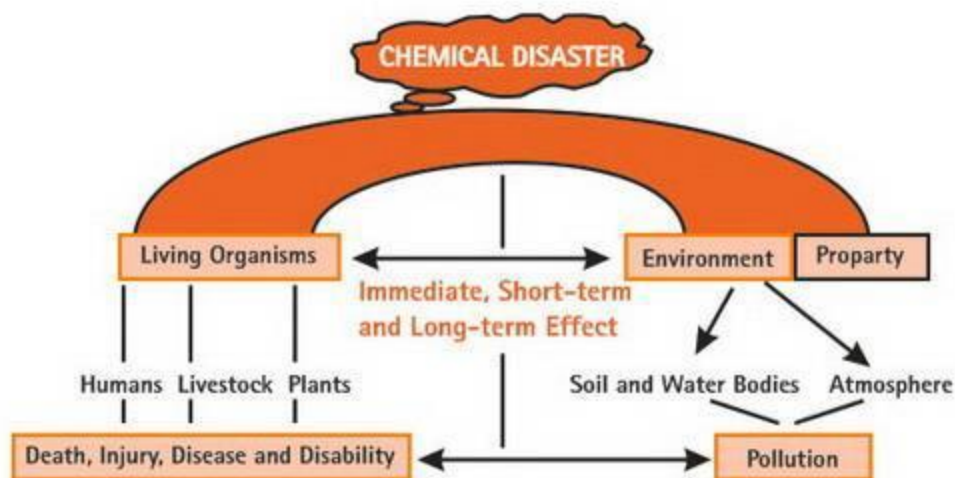 CHEMICAL DISASTER
Living Organisms
Environment
Proparty
Immediate, Short-term
and Long-term Effect
Humans Livestock Plants
Soil and Water Bodies Atmosphere
Death, Injury, Disease and Disability
Pollution